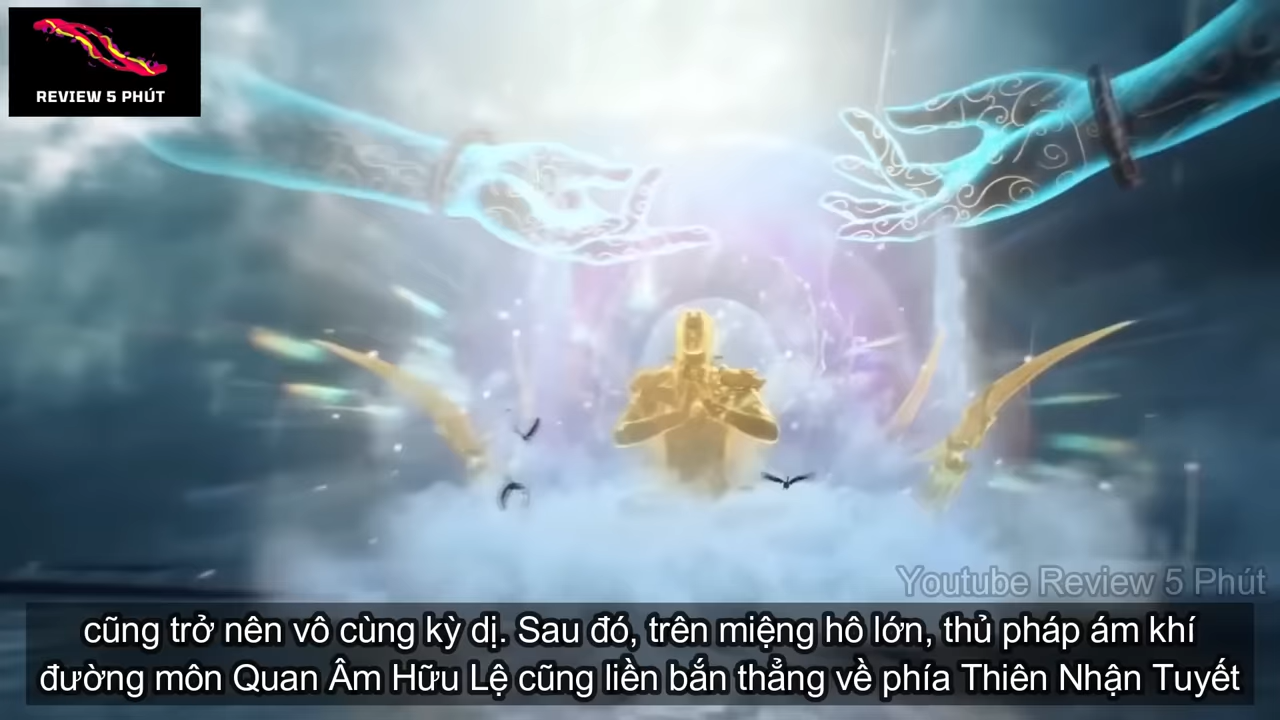 REVIEW 5 PHÚT
Youtube Review 5 Phút
cũng trở nên vô cùng kỳ dị. Sau đó, trên miệng hô lớn, thủ pháp ám khí
đường môn Quan Âm Hữu Lệ cũng liền bắn thẳng về phía Thiên Nhận Tuyết